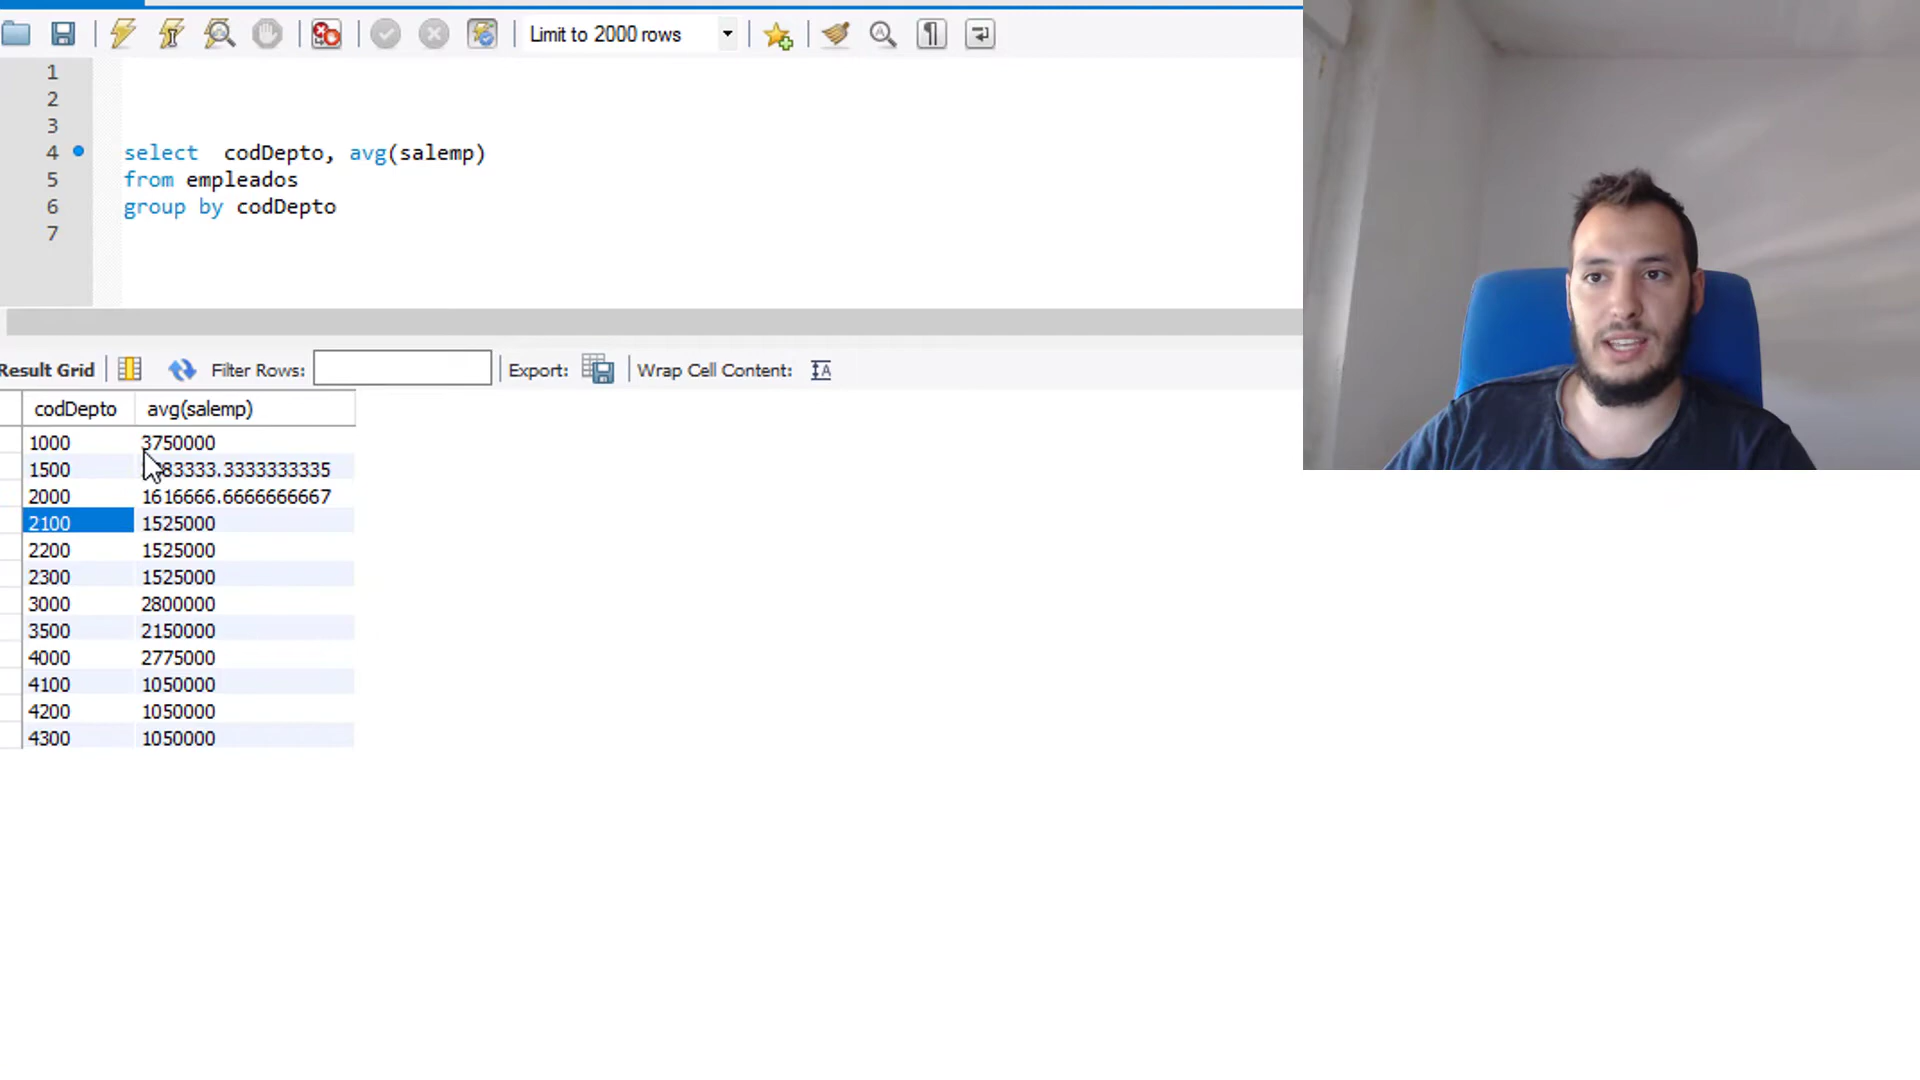 Limit to 2000 rows
1
2
3
4 select codDepto, avg(salemp)
5 from empleados
6 group by codDepto
7
Result Grid Filter Rows: Export: Wrap Cell Content:
codDepto avg(salemp)
1000 3750000
1500 83333.3333333335
2000 1616666.6666666667
2100 1525000
2200 1525000
2300 1525000
3000 2800000
3500 2150000
4000 2775000
4100 1050000
4200 1050000
4300 1050000